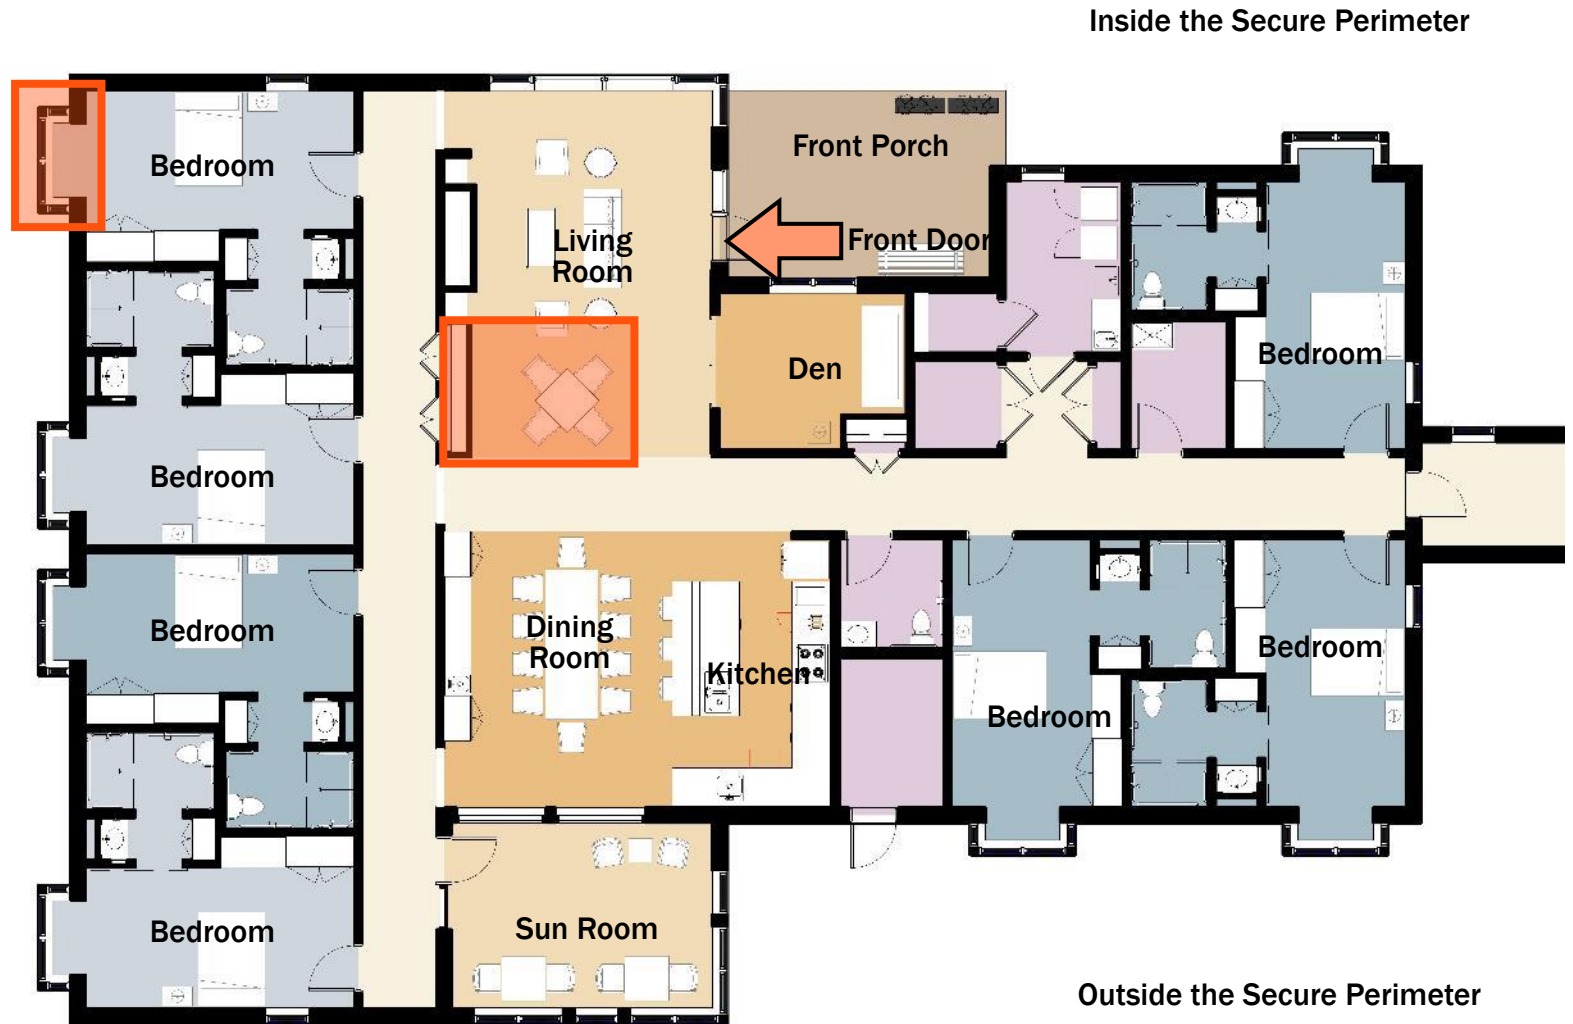 Inside the Secure Perimeter
Front Porch
Bedroom
Living
Room
Front Door
Den
Bedroom
Bedroom
Bedroom
Dining
Room
Kitchen
Bedroom
Bedroom
Bedroom
Sun Room
Outside the Secure Perimeter